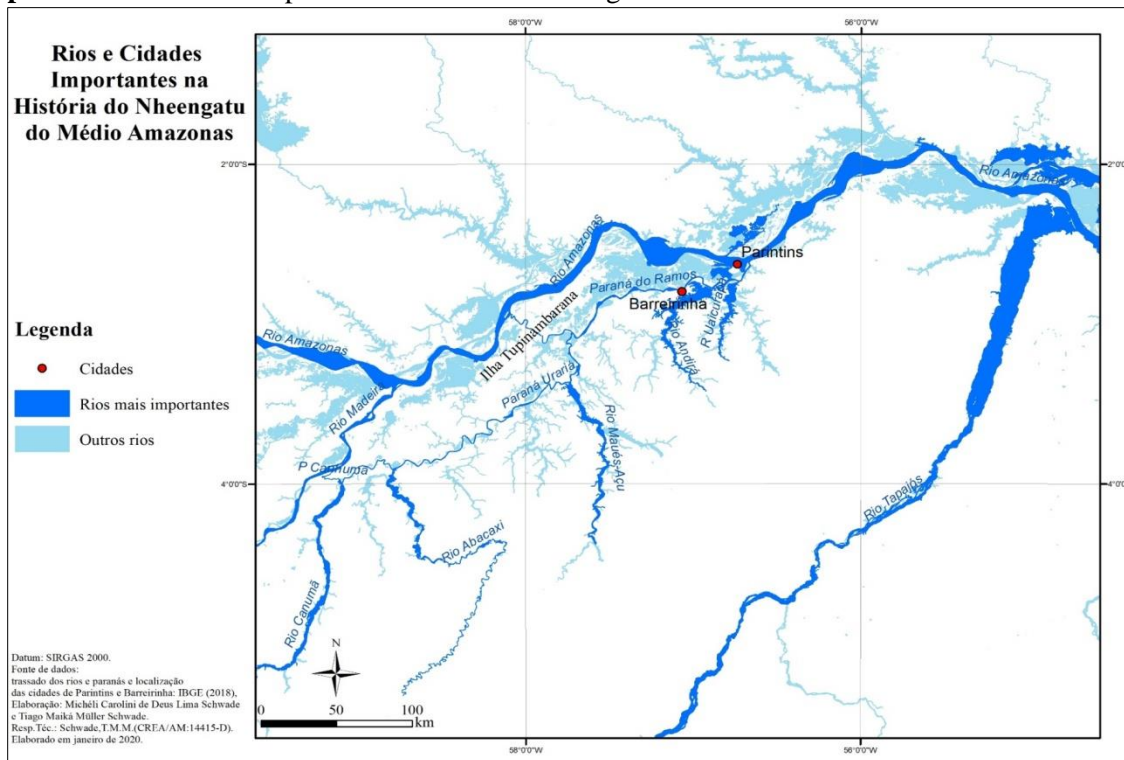 Rios e Cidades
Importantes na
História do Nheengatu
do Médio Amazonas
58°0'0"W
56°0'0"W
2°0'0"S
Rio Amazonas
Rio Amazonas
Parintins
Paraná do Ramos
Barreirinha
R Uaicurapá
Rio Andirá
Ilha Tupinambarana
Legenda
Rio Amazonas
Cidades
Rios mais importantes
Outros rios
Rio Madeira
Paraná Urariá
Rio Maués-Açu
P Canhumã
4°0'0"S
4°0'0"S
Rio Tapajós
Rio Abacaxi
Rio Canumã
N
Datum: SIRGAS 2000.
Fonte de dados:
trassado dos rios e paranás e localização
das cidades de Parintins e Barreirinha: IBGE (2018),
Elaboração: Michéli Carolini de Deus Lima Schwade
e Tiago Maiká Müller Schwade.
Resp.Téc.: Schwade,T.M.M.(CREA/AM:14415-D).
Elaborado em janeiro de 2020.
0 50 100
km
58°0'0"W
56°0'0"W